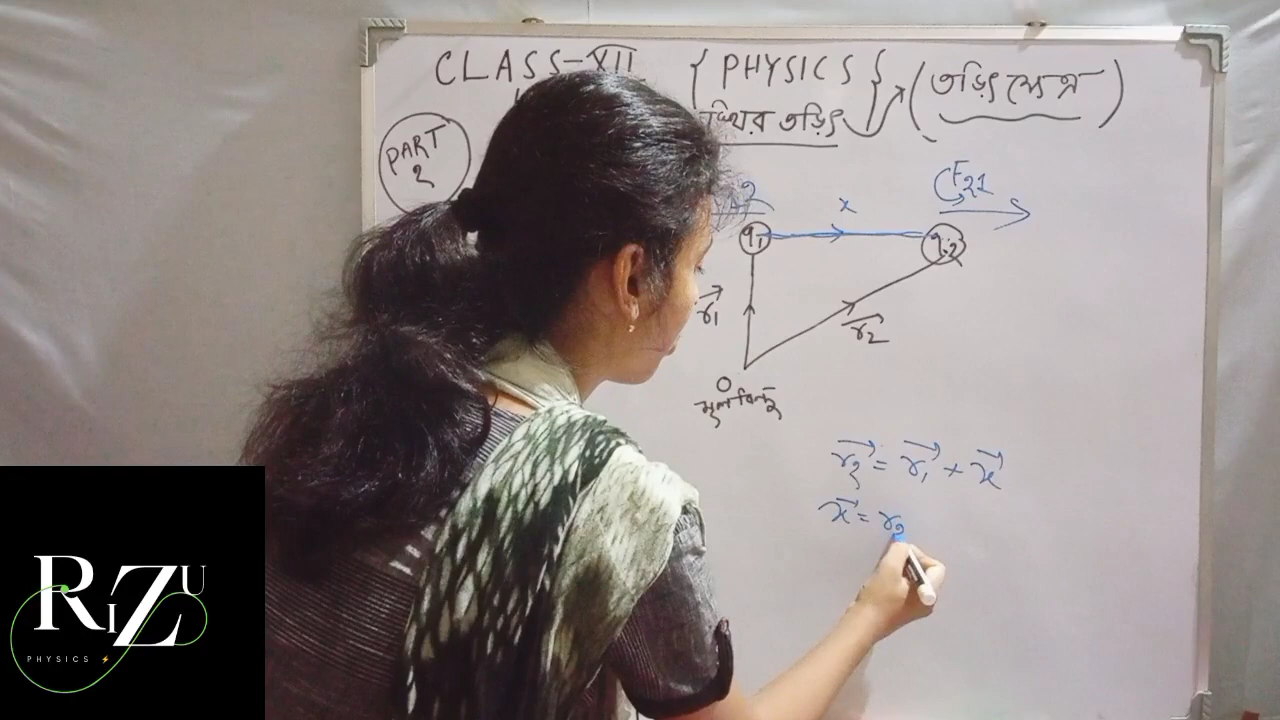 CLASS-XII { PHYSICS } → (তড়িৎ ক্ষেত্র)
স্থির তড়িৎ
PART
2
F21
x
q1
q2
r1
r2
O
মূলবিন্দু
r2 = r1 + x
x = r2
RiZU
PHYSICS ⚡